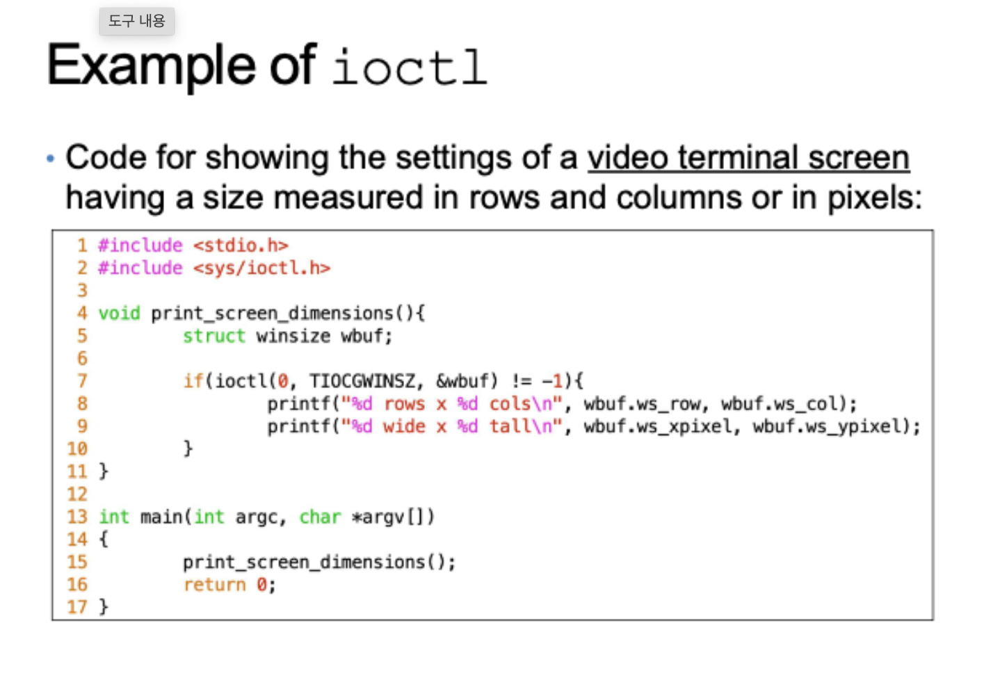 도구 내용
Example of ioctl
• Code for showing the settings of a video terminal screen
having a size measured in rows and columns or in pixels:
1 #include <stdio.h>
2 #include <sys/ioctl.h>
3
4 void print_screen_dimensions(){
5         struct winsize wbuf;
6
7         if(ioctl(0, TIOCGWINSZ, &wbuf) != -1){
8                 printf("%d rows x %d cols\n", wbuf.ws_row, wbuf.ws_col);
9                 printf("%d wide x %d tall\n", wbuf.ws_xpixel, wbuf.ws_ypixel);
10         }
11 }
12
13 int main(int argc, char *argv[])
14 {
15         print_screen_dimensions();
16         return 0;
17 }